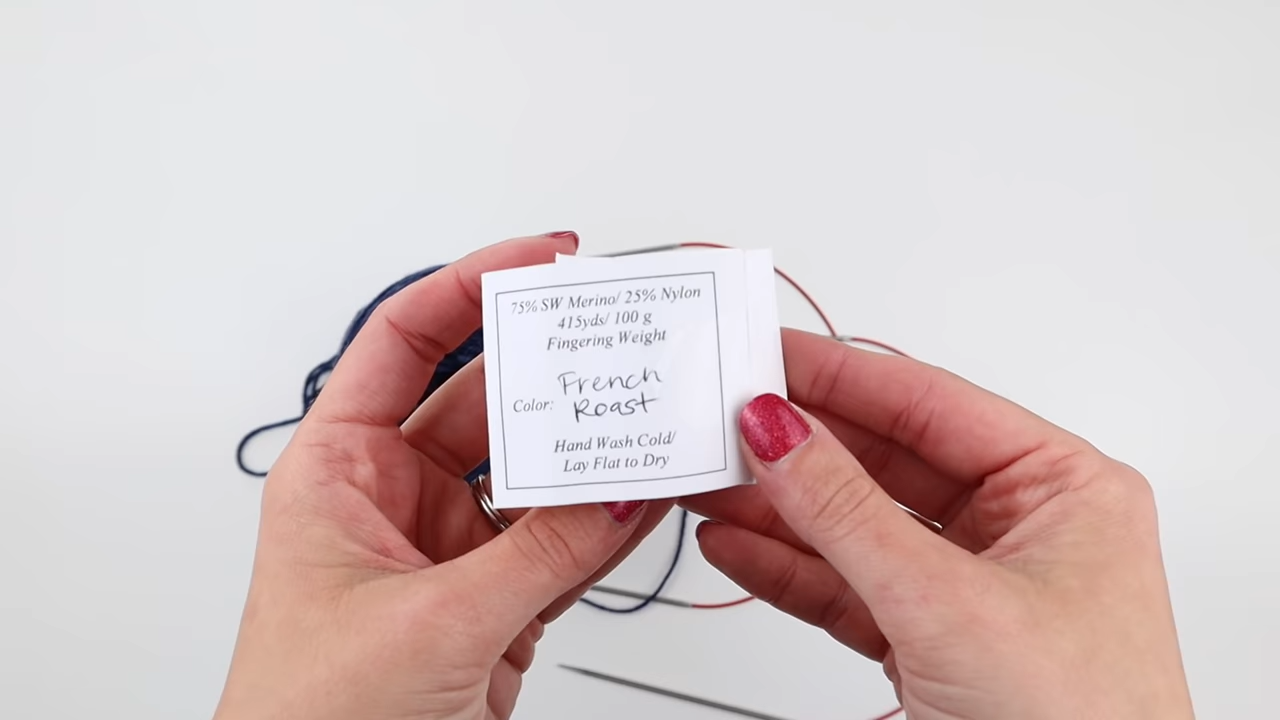 75% SW Merino/ 25% Nylon
415yds/ 100 g
Fingering Weight
Color: French
Roast
Hand Wash Cold/
Lay Flat to Dry